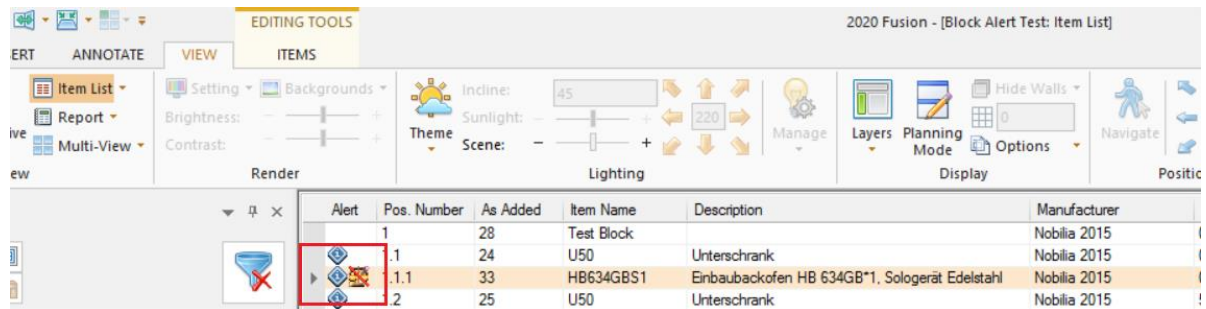 EDITING TOOLS
2020 Fusion - [Block Alert Test: Item List]
ERT ANNOTATE VIEW ITEMS
Item List Setting Backgrounds Incline: 45 Hide Walls
Report Brightness: Sunlight: 220 0
ive Multi-View Contrast: Theme Scene: Manage Layers Planning Mode Options Navigate
ew Render Lighting Display Positio
Alert Pos. Number As Added Item Name Description Manufacturer
1 28 Test Block Nobilia 2015
.1 24 U50 Unterschrank Nobilia 2015
1.1.1 33 HB634GBS1 Einbaubackofen HB 634GB*1, Sologerät Edelstahl Nobilia 2015
1.2 25 U50 Unterschrank Nobilia 2015